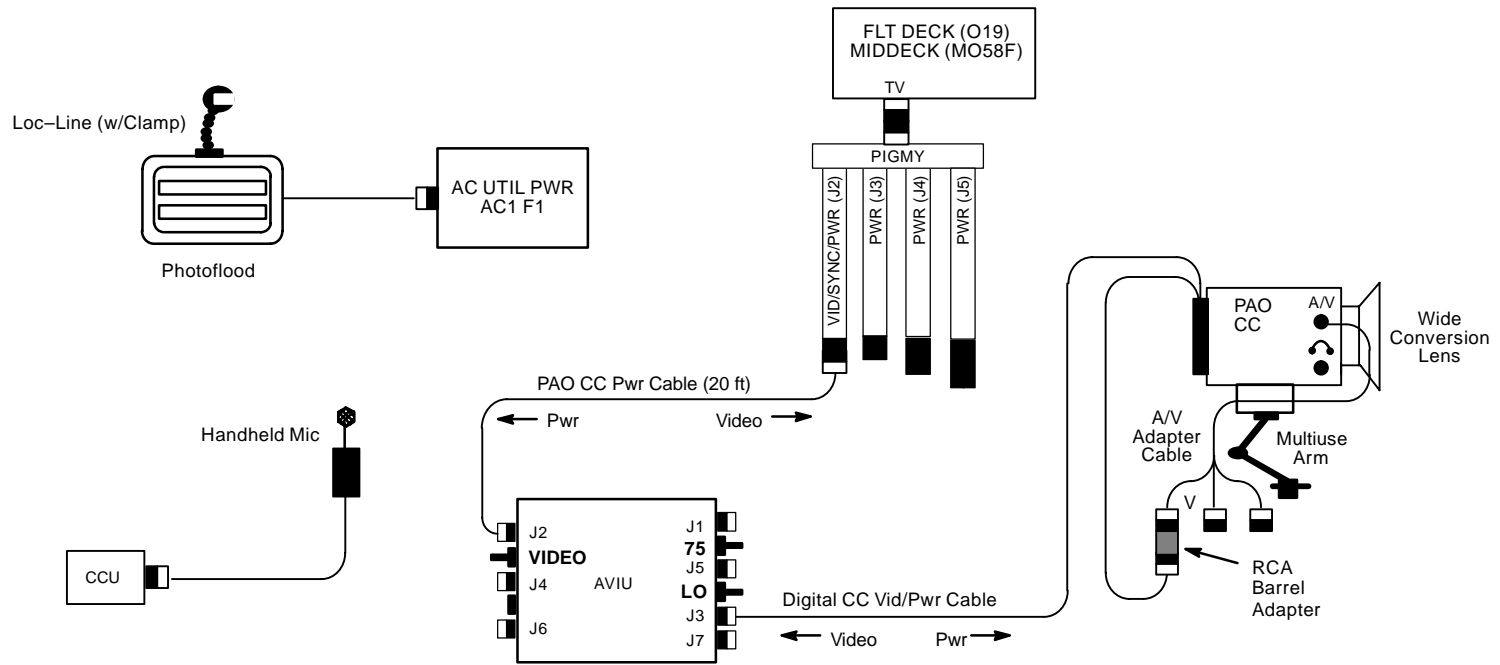 FLT DECK (O19)
MIDDECK (MO58F)
TV
PIGMY
VID/SYNC/PWR (J2)
PWR (J3)
PWR (J4)
PWR (J5)
Loc–Line (w/Clamp)
AC UTIL PWR
AC1 F1
Photoflood
PAO
CC
A/V
Wide
Conversion
Lens
PAO CC Pwr Cable (20 ft)
Pwr
Video
A/V
Adapter
Cable
Multiuse
Arm
Handheld Mic
CCU
V
J2
VIDEO
J4
J6
AVIU
J1
75
J5
LO
J3
J7
Digital CC Vid/Pwr Cable
Video
Pwr
RCA
Barrel
Adapter